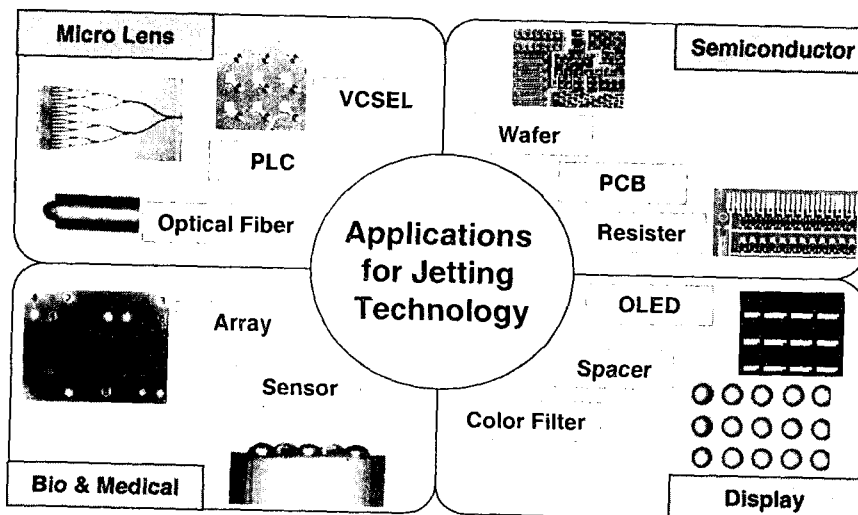 Micro Lens
VCSEL
PLC
Optical Fiber
Semiconductor
Wafer
PCB
Resister
Applications
for Jetting
Technology
Array
Sensor
Bio & Medical
OLED
Spacer
Color Filter
Display